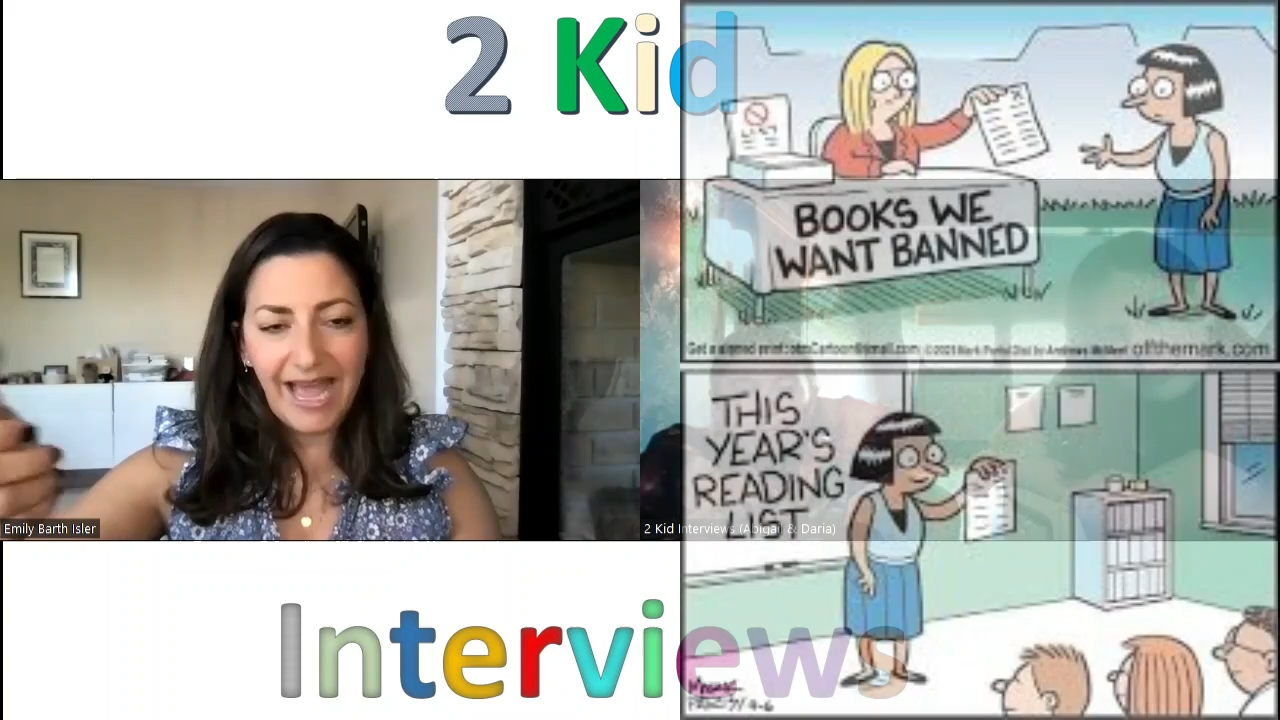 2 Kid
BOOKS WE
WANT BANNED
offthemark.com
THIS
YEAR'S
READING
LIST
Emily Barth Isler
2 Kid Interviews (Abigail & Daria)
Interviews